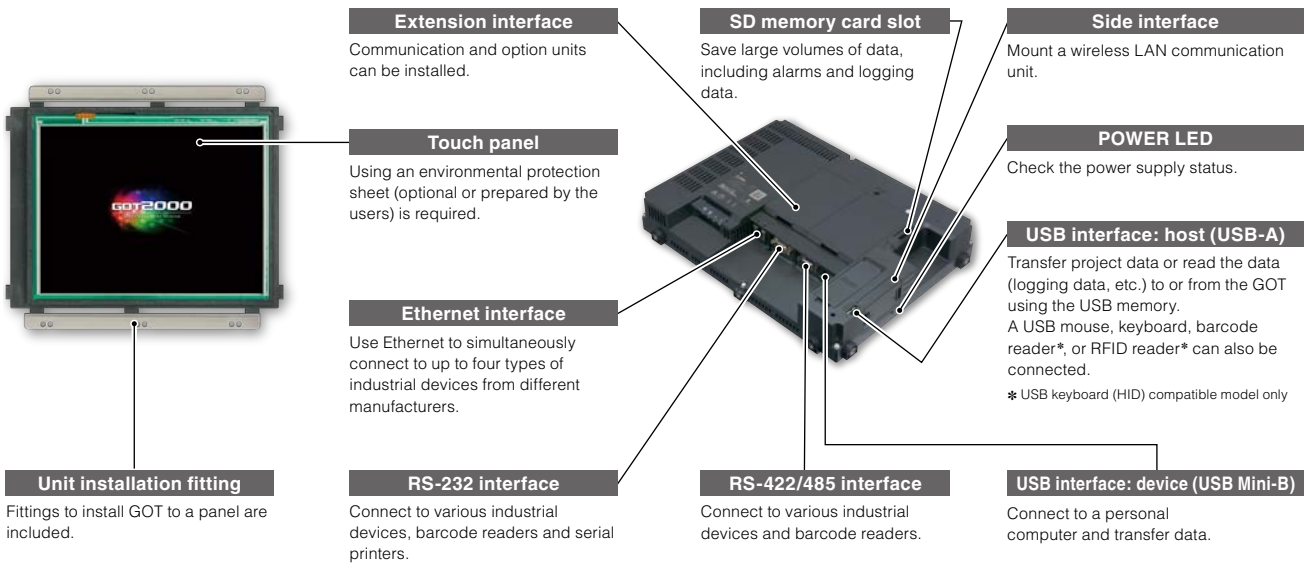 Extension interface
Communication and option units
can be installed.
SD memory card slot
Save large volumes of data,
including alarms and logging
data.
Side interface
Mount a wireless LAN communication
unit.
Touch panel
Using an environmental protection
sheet (optional or prepared by the
users) is required.
GOT2000
POWER LED
Check the power supply status.
USB interface: host (USB-A)
Transfer project data or read the data
(logging data, etc.) to or from the GOT
using the USB memory.
A USB mouse, keyboard, barcode
reader*, or RFID reader* can also be
connected.
* USB keyboard (HID) compatible model only
Ethernet interface
Use Ethernet to simultaneously
connect to up to four types of
industrial devices from different
manufacturers.
Unit installation fitting
Fittings to install GOT to a panel are
included.
RS-232 interface
Connect to various industrial
devices, barcode readers and serial
printers.
RS-422/485 interface
Connect to various industrial
devices and barcode readers.
USB interface: device (USB Mini-B)
Connect to a personal
computer and transfer data.